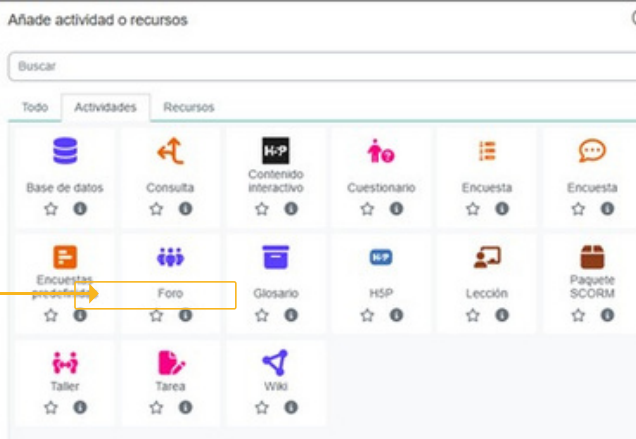 Añade actividad o recursos
Buscar
Todo Actividades Recursos
H-P
Base de datos Consulta Contenido interactivo Cuestionario Encuesta Encuesta
H-P
Encuestas predefinidas Foro Glosario H5P Lección Paquete SCORM
Taller Tarea Wiki